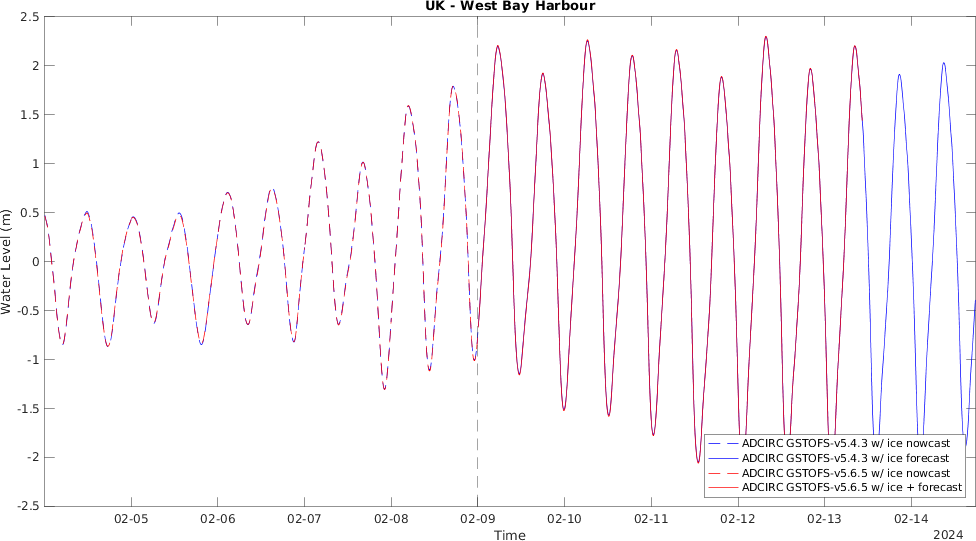 UK - West Bay Harbour
2.5
2
1.5
1
0.5
0
-0.5
-1
-1.5
-2
-2.5
Water Level (m)
ADCIRC GSTOFS-v5.4.3 w/ ice nowcast
ADCIRC GSTOFS-v5.4.3 w/ ice forecast
ADCIRC GSTOFS-v5.6.5 w/ ice nowcast
ADCIRC GSTOFS-v5.6.5 w/ ice + forecast
02-05 02-06 02-07 02-08 02-09 02-10 02-11 02-12 02-13 02-14
Time
2024